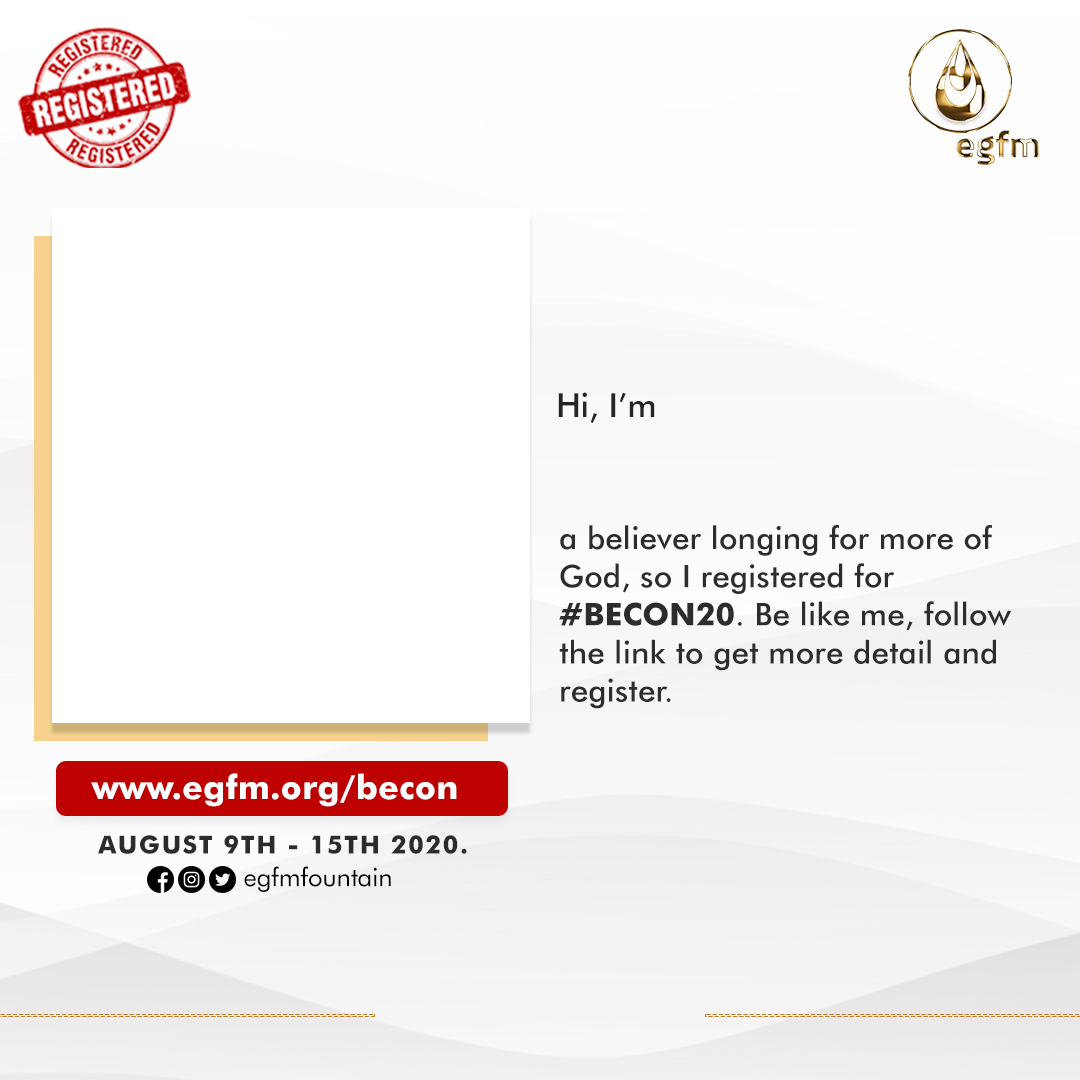 REGISTERED
REGISTERED
REGISTERED
egfm
Hi, I’m
a believer longing for more of
God, so I registered for
#BECON20. Be like me, follow
the link to get more detail and
register.
www.egfm.org/becon
AUGUST 9TH - 15TH 2020.
egfmfountain